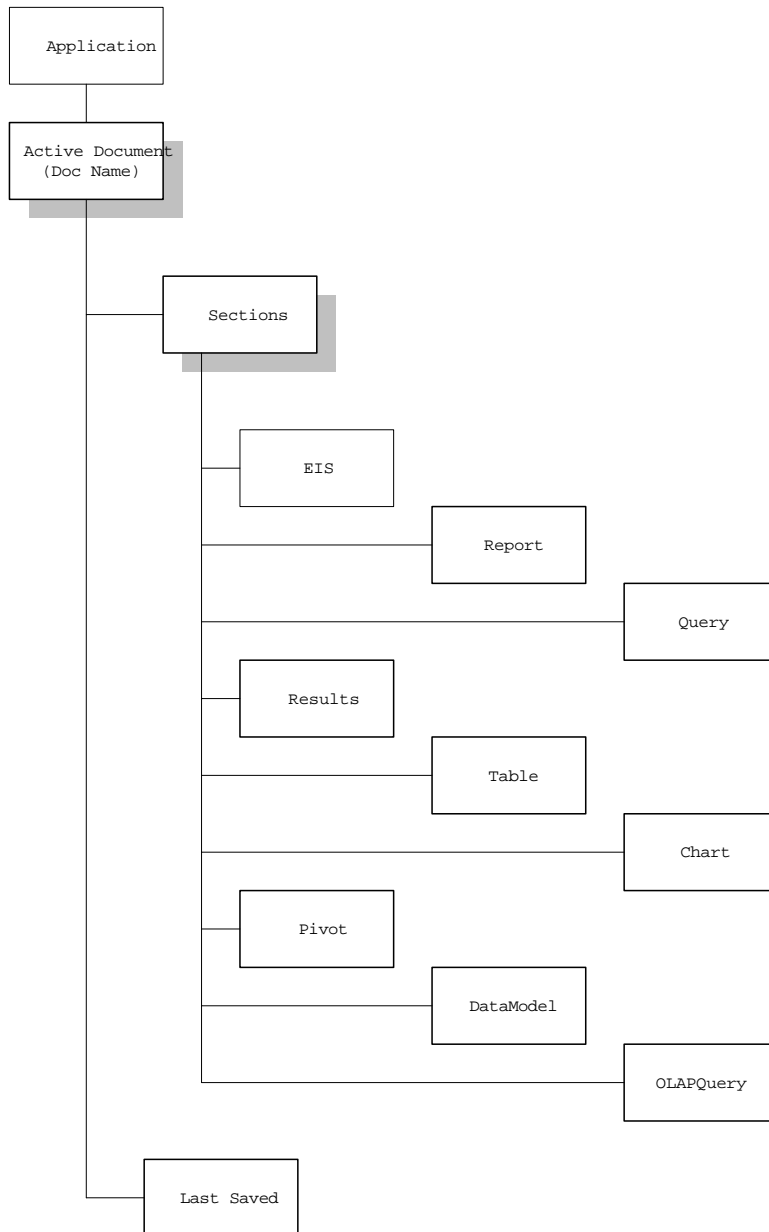 Application
Active Document
(Doc Name)
Sections
EIS
Report
Query
Results
Table
Chart
Pivot
DataModel
OLAPQuery
Last Saved